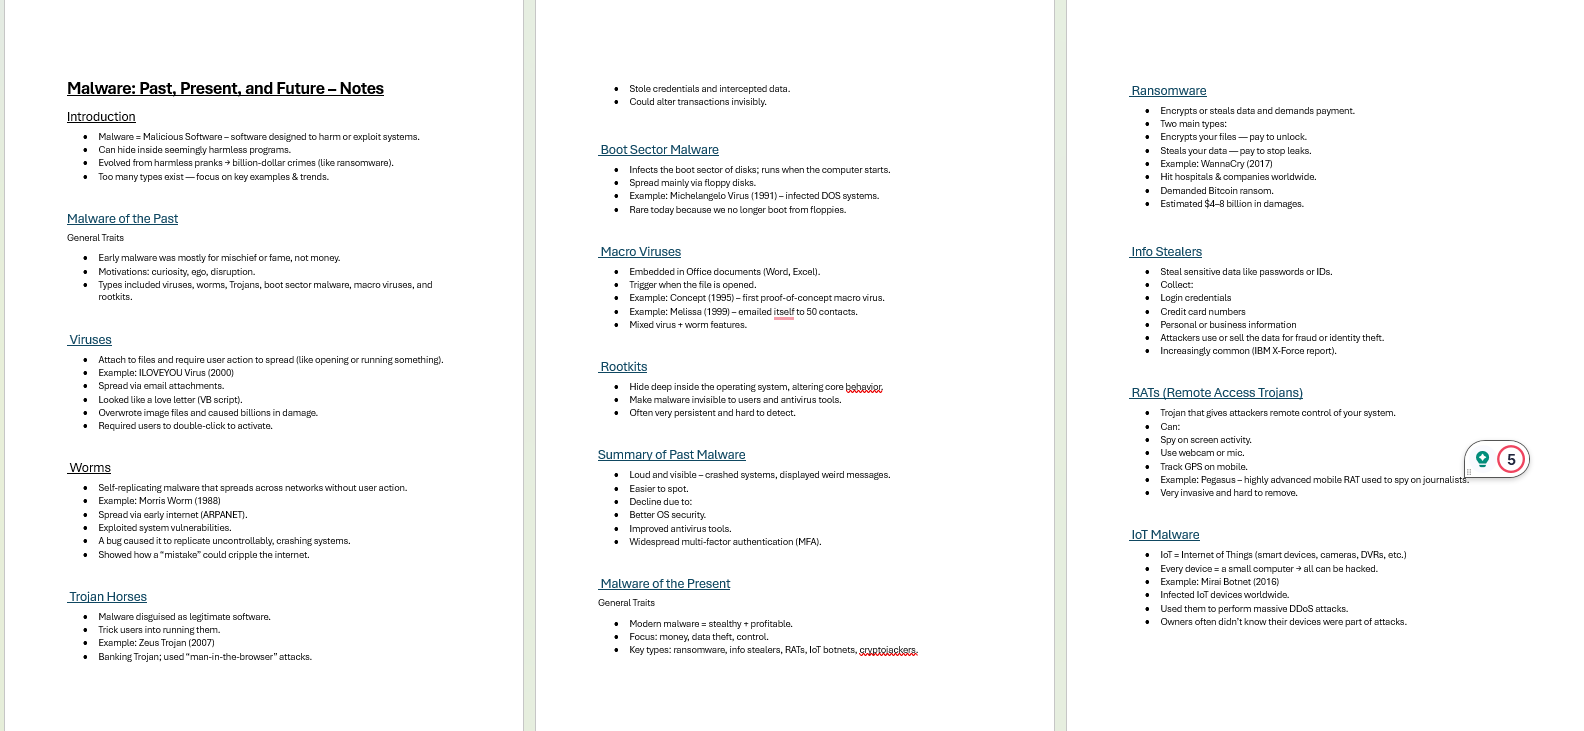 Malware: Past, Present, and Future – Notes
Introduction
• Malware = Malicious Software – software designed to harm or exploit systems.
• Can hide inside seemingly harmless programs.
• Evolved from harmless pranks → billion-dollar crimes (like ransomware).
• Too many types exist — focus on key examples & trends.
Malware of the Past
General Traits
• Early malware was mostly for mischief or fame, not money.
• Motivations: curiosity, ego, disruption.
• Types included viruses, worms, Trojans, boot sector malware, macro viruses, and
rootkits.
Viruses
• Attach to files and require user action to spread (like opening or running something).
• Example: ILOVEYOU Virus (2000)
• Spread via email attachments.
• Looked like a love letter (VB script).
• Overwrote image files and caused billions in damage.
• Required users to double-click to activate.
Worms
• Self-replicating malware that spreads across networks without user action.
• Example: Morris Worm (1988)
• Spread via early internet (ARPANET).
• Exploited system vulnerabilities.
• A bug caused it to replicate uncontrollably, crashing systems.
• Showed how a “mistake” could cripple the internet.
Trojan Horses
• Malware disguised as legitimate software.
• Trick users into running them.
• Example: Zeus Trojan (2007)
• Banking Trojan; used “man-in-the-browser” attacks.
• Stole credentials and intercepted data.
• Could alter transactions invisibly.
Boot Sector Malware
• Infects the boot sector of disks; runs when the computer starts.
• Spread mainly via floppy disks.
• Example: Michelangelo Virus (1991) – infected DOS systems.
• Rare today because we no longer boot from floppies.
Macro Viruses
• Embedded in Office documents (Word, Excel).
• Trigger when the file is opened.
• Example: Concept (1995) – first proof-of-concept macro virus.
• Example: Melissa (1999) – emailed itself to 50 contacts.
• Mixed virus + worm features.
Rootkits
• Hide deep inside the operating system, altering core behavior.
• Make malware invisible to users and antivirus tools.
• Often very persistent and hard to detect.
Summary of Past Malware
• Loud and visible – crashed systems, displayed weird messages.
• Easier to spot.
• Decline due to:
• Better OS security.
• Improved antivirus tools.
• Widespread multi-factor authentication (MFA).
Malware of the Present
General Traits
• Modern malware = stealthy + profitable.
• Focus: money, data theft, control.
• Key types: ransomware, info stealers, RATs, IoT botnets, cryptojackers.
Ransomware
• Encrypts or steals data and demands payment.
• Two main types:
• Encrypts your files — pay to unlock.
• Steals your data — pay to stop leaks.
• Example: WannaCry (2017)
• Hit hospitals & companies worldwide.
• Demanded Bitcoin ransom.
• Estimated $4–8 billion in damages.
Info Stealers
• Steal sensitive data like passwords or IDs.
• Collect:
• Login credentials
• Credit card numbers
• Personal or business information
• Attackers use or sell the data for fraud or identity theft.
• Increasingly common (IBM X-Force report).
RATs (Remote Access Trojans)
• Trojan that gives attackers remote control of your system.
• Can:
• Spy on screen activity.
• Use webcam or mic.
• Track GPS on mobile.
• Example: Pegasus – highly advanced mobile RAT used to spy on journalists.
• Very invasive and hard to remove.
5
IoT Malware
• IoT = Internet of Things (smart devices, cameras, DVRs, etc.)
• Every device = a small computer → all can be hacked.
• Example: Mirai Botnet (2016)
• Infected IoT devices worldwide.
• Used them to perform massive DDoS attacks.
• Owners often didn’t know their devices were part of attacks.